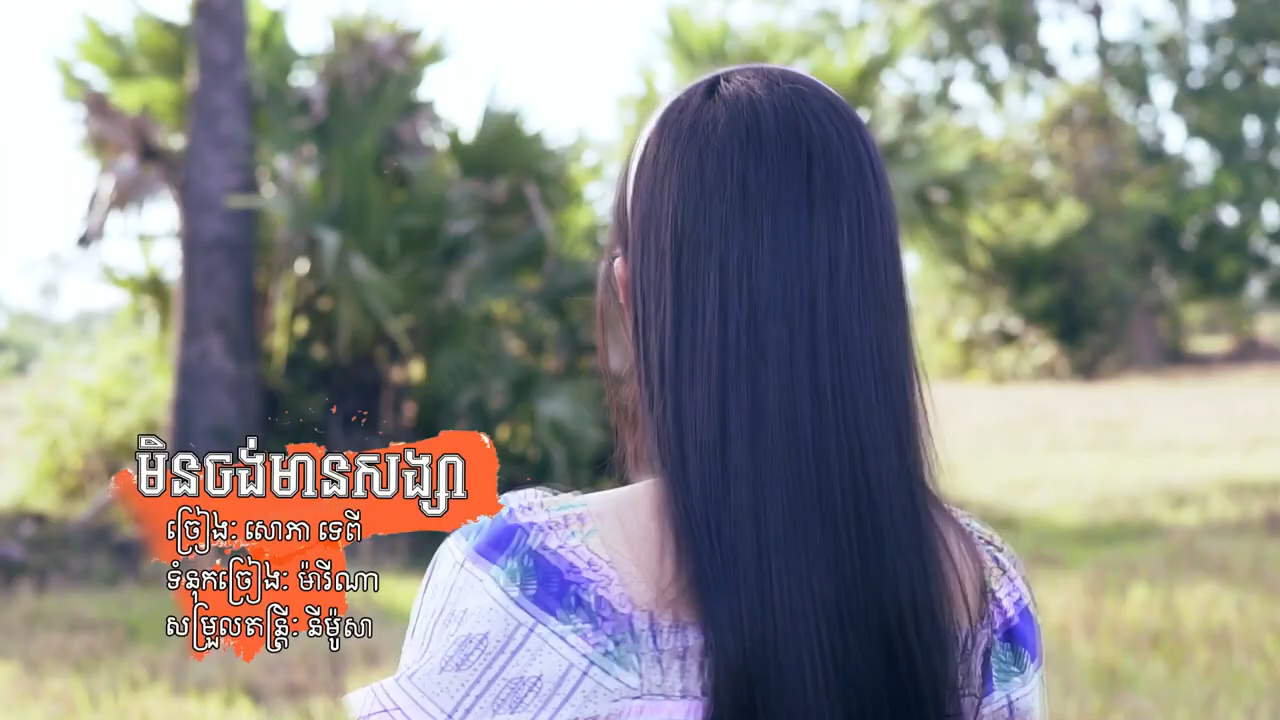 មិនចង់មានសង្សា
ច្រៀង: សោភា ទេពី
ទំនុកច្រៀង: ម៉ារីណា
សម្រួលតន្ត្រី: នីម៉ូសា